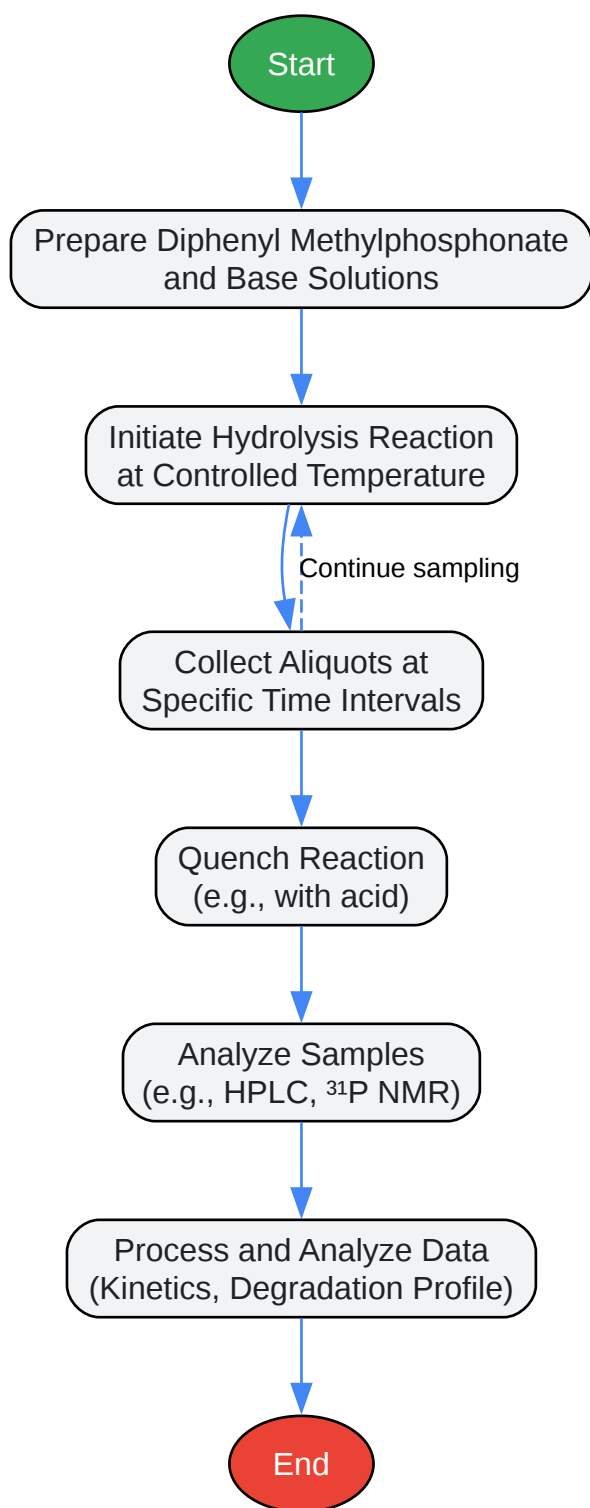 Start
Prepare Diphenyl Methylphosphonate
and Base Solutions
Initiate Hydrolysis Reaction
at Controlled Temperature
Continue sampling
Collect Aliquots at
Specific Time Intervals
Quench Reaction
(e.g., with acid)
Analyze Samples
(e.g., HPLC, ³¹P NMR)
Process and Analyze Data
(Kinetics, Degradation Profile)
End